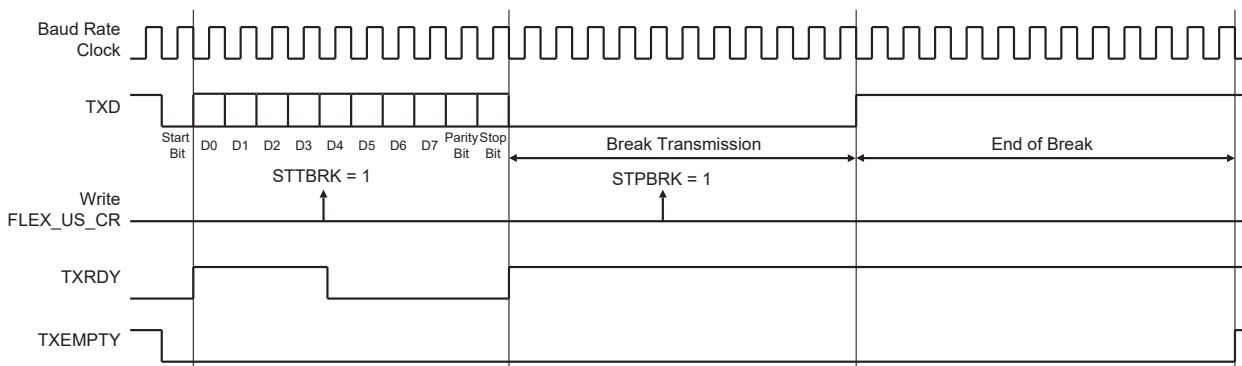 Baud Rate
Clock
TXD
Start
Bit
D0 D1 D2 D3 D4 D5 D6 D7
Parity
Bit
Stop
Bit
Break Transmission
End of Break
STTBRK = 1
STPBRK = 1
Write
FLEX_US_CR
TXRDY
TXEMPTY